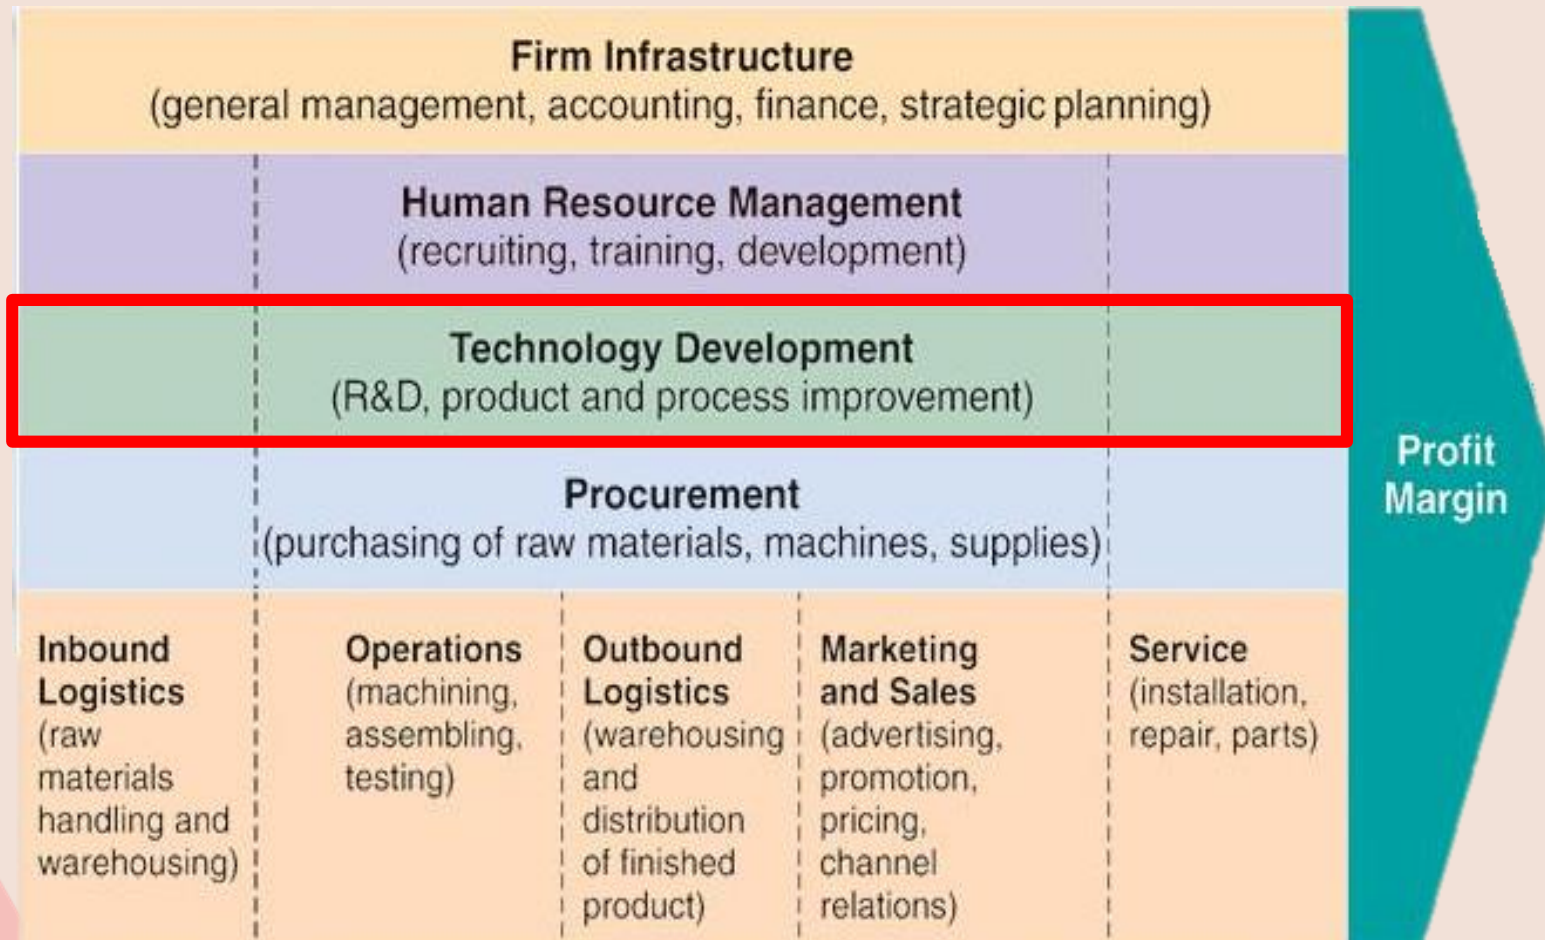 Firm Infrastructure
(general management, accounting, finance, strategic planning)
Human Resource Management
(recruiting, training, development)
Technology Development
(R&D, product and process improvement)
Procurement
(purchasing of raw materials, machines, supplies)
Inbound
Logistics
(raw
materials
handling and
warehousing)
Operations
(machining,
assembling,
testing)
Outbound
Logistics
(warehousing
and
distribution
of finished
product)
Marketing
and Sales
(advertising,
promotion,
pricing,
channel
relations)
Service
(installation,
repair, parts)
Profit
Margin